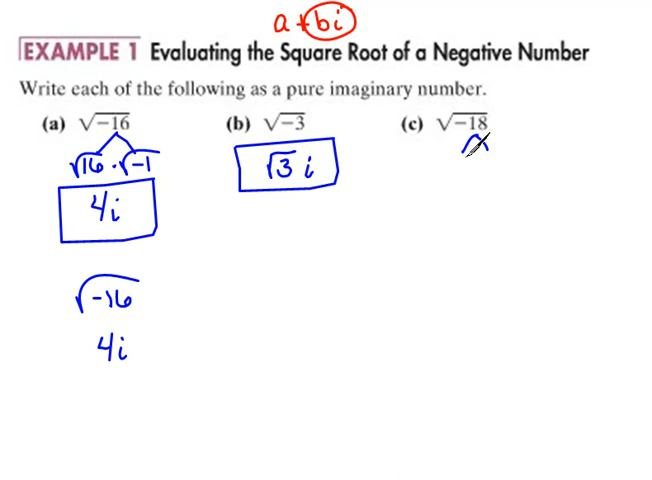 a + bi
EXAMPLE 1 Evaluating the Square Root of a Negative Number
Write each of the following as a pure imaginary number.
(a) √−16 (b) √−3 (c) √−18
√16 · √−1 √3 i
4i
√−16
4i